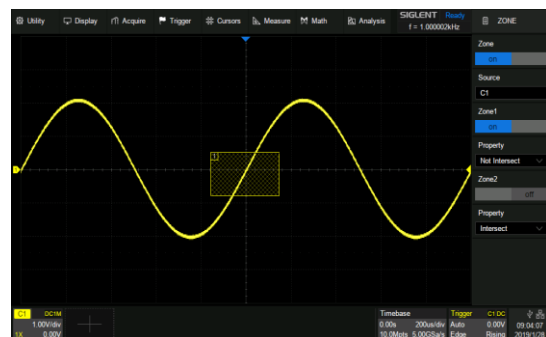 Utility Display Acquire Trigger Cursors Measure Math Analysis SIGLENT Ready ZONE
f = 1.000002kHz
Zone
on
Source
C1
Zone1
on
Property
Not Intersect
Zone2
off
Property
Intersect
1
C1 DC1M
1.00V/div
1X 0.00V
Timebase
0.00s 200us/div
10.0Mpts 5.00GSa/s
Trigger C1 DC
Auto 0.00V
Edge Rising
09:04:07
2019/1/28